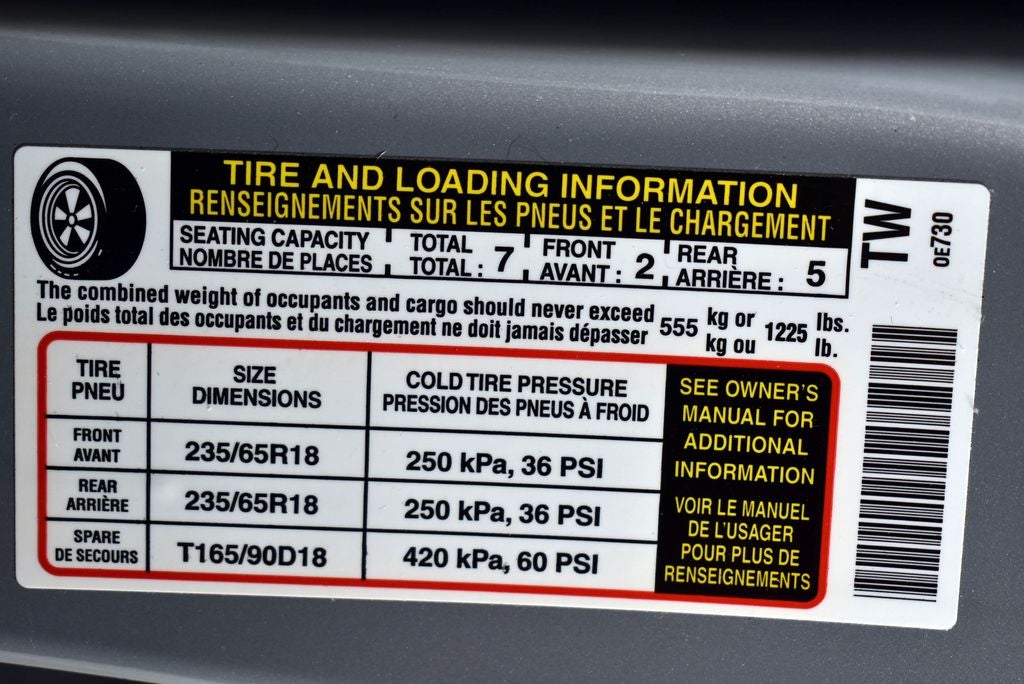 TIRE AND LOADING INFORMATION
RENSEIGNEMENTS SUR LES PNEUS ET LE CHARGEMENT
SEATING CAPACITY TOTAL FRONT REAR
NOMBRE DE PLACES TOTAL : 7 AVANT : 2 ARRIÈRE : 5
TW
OE730
The combined weight of occupants and cargo should never exceed 555 kg or 1225 lbs.
Le poids total des occupants et du chargement ne doit jamais dépasser kg ou lb.
TIRE SIZE COLD TIRE PRESSURE
PNEU DIMENSIONS PRESSION DES PNEUS À FROID
FRONT
AVANT 235/65R18 250 kPa, 36 PSI
REAR
ARRIÈRE 235/65R18 250 kPa, 36 PSI
SPARE
DE SECOURS T165/90D18 420 kPa, 60 PSI
SEE OWNER'S
MANUAL FOR
ADDITIONAL
INFORMATION
VOIR LE MANUEL
DE L'USAGER
POUR PLUS DE
RENSEIGNEMENTS